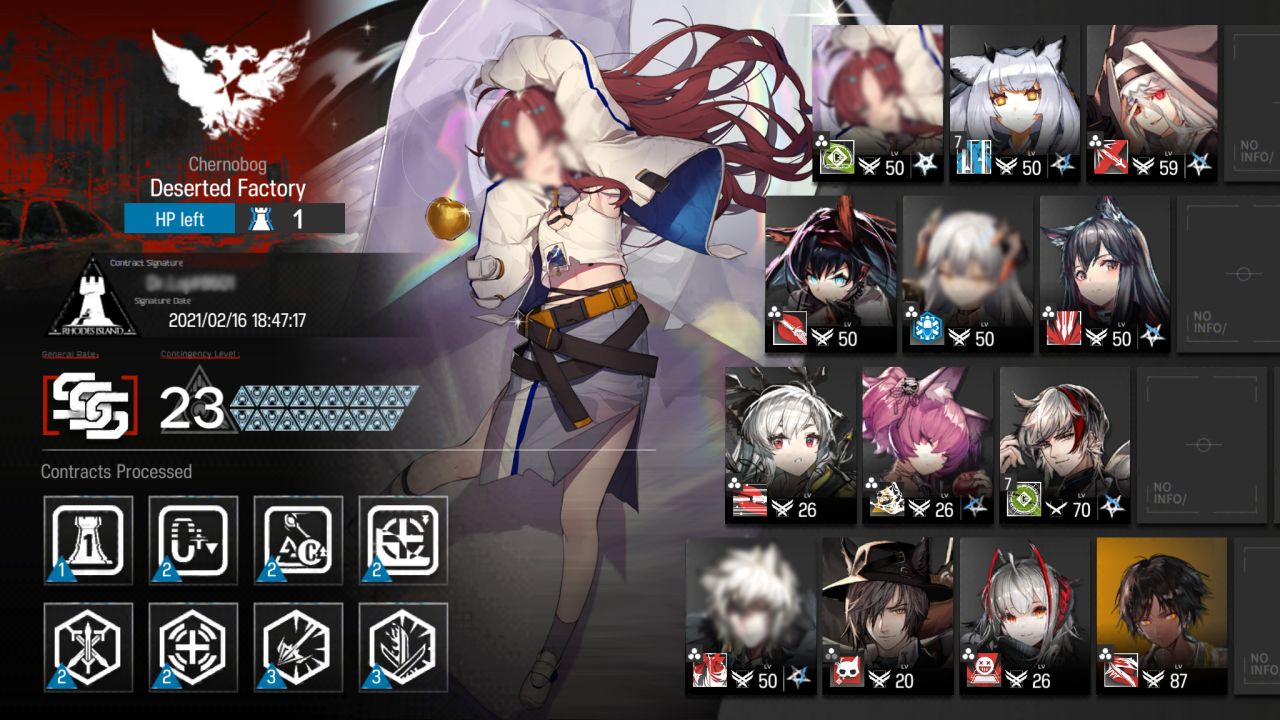 Chernobog
Deserted Factory
HP left 1
Contract Signature
Signature Date
2021/02/16 18:47:17
RHODES ISLAND
General Rate:
Contingency Level:
SSS
23
Contracts Processed
1 2 2 2
2 2 3 3
LV 50
7 LV 50
LV 59
NO INFO/
LV 50
LV 50
LV 50
NO INFO/
LV 26
LV 26
7 LV 70
NO INFO/
LV 50
LV 20
LV 26
LV 87
NO INFO